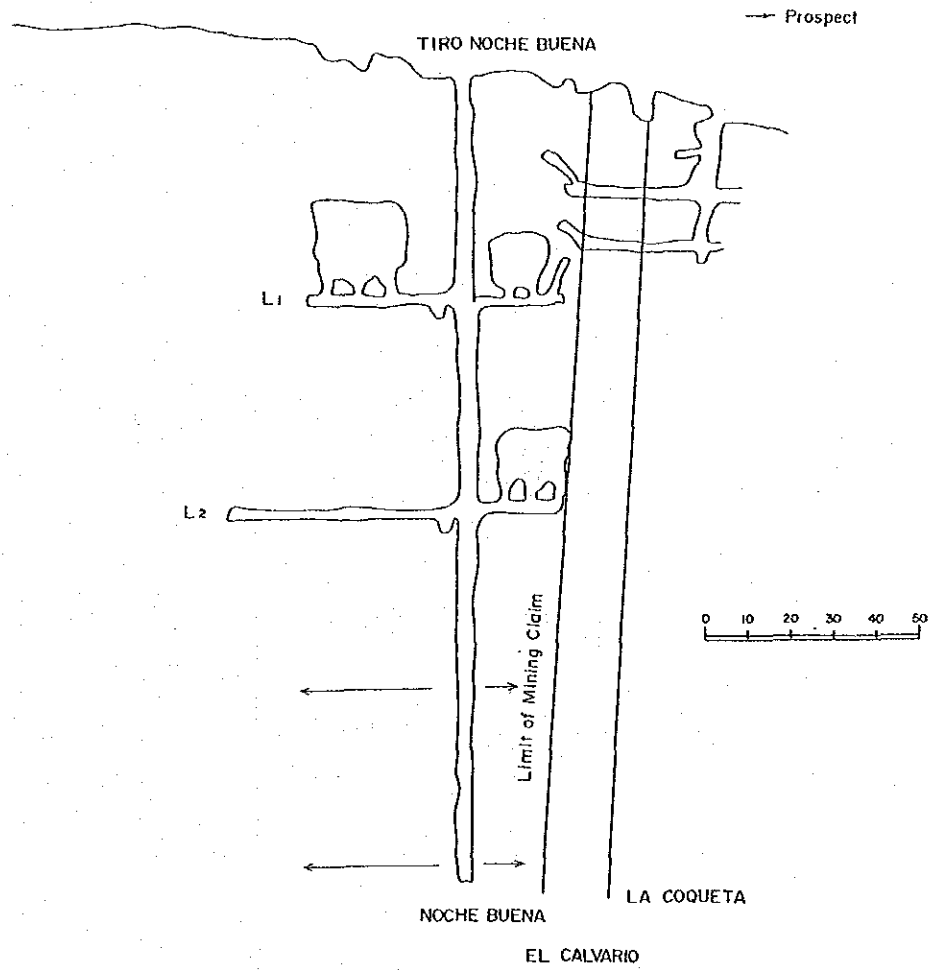 → Prospect
TIRO NOCHE BUENA
L1
L2
0 10 20 30 40 50
Limit of Mining Claim
LA COQUETA
NOCHE BUENA
EL CALVARIO